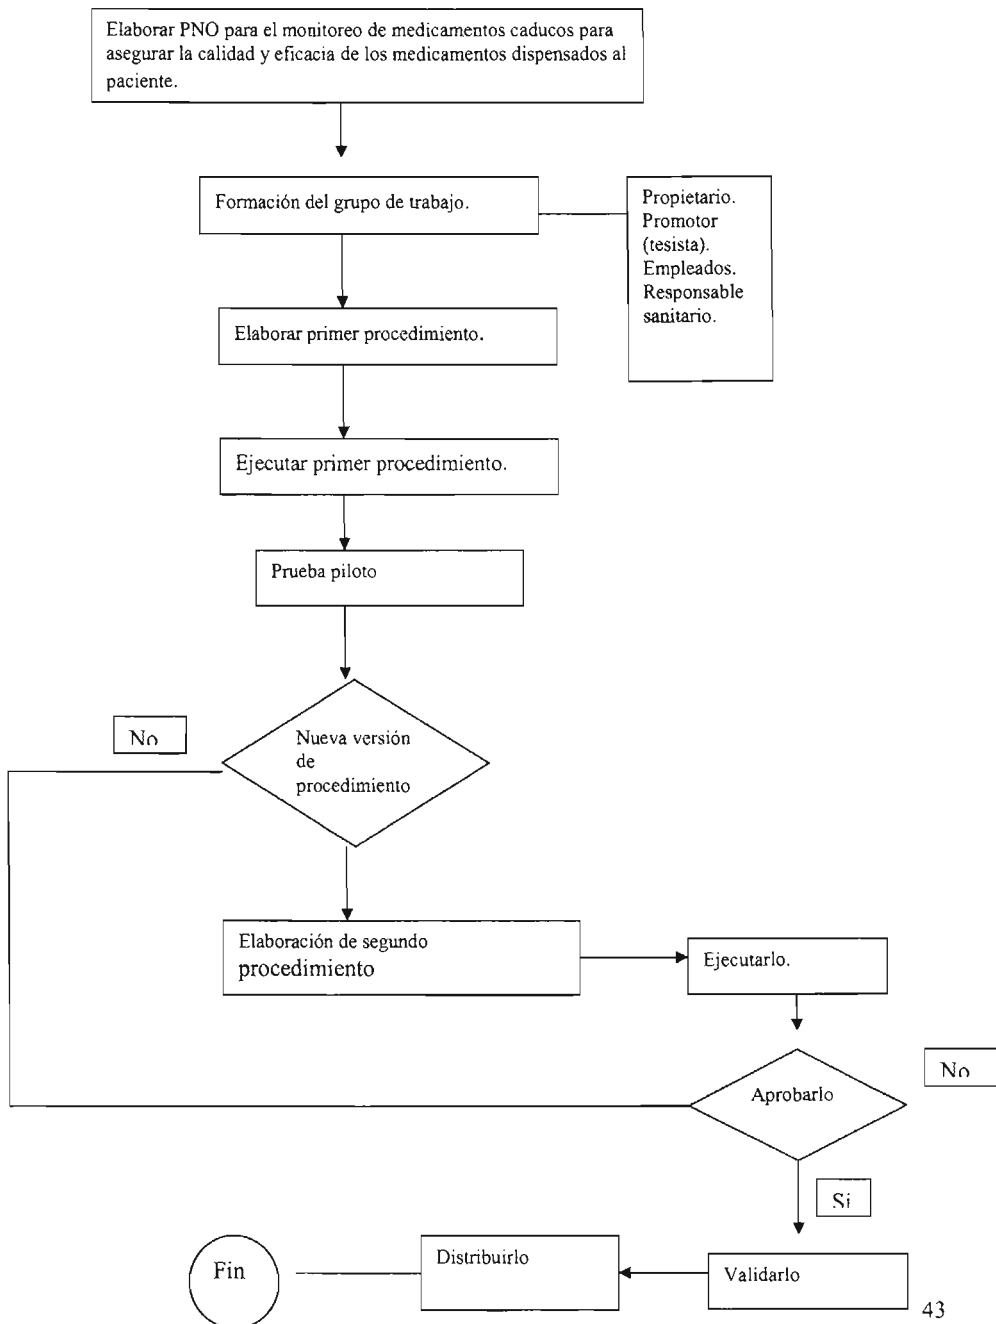 Elaborar PNO para el monitoreo de medicamentos caducos para
asegurar la calidad y eficacia de los medicamentos dispensados al
paciente.
Formación del grupo de trabajo.
Propietario.
Promotor
(tesista).
Empleados.
Responsable
sanitario.
Elaborar primer procedimiento.
Ejecutar primer procedimiento.
Prueba piloto
No
Nueva versión
de
procedimiento
Elaboración de segundo
procedimiento
Ejecutarlo.
No
Aprobarlo
Sí
Fin
Distribuirlo
Validarlo
43